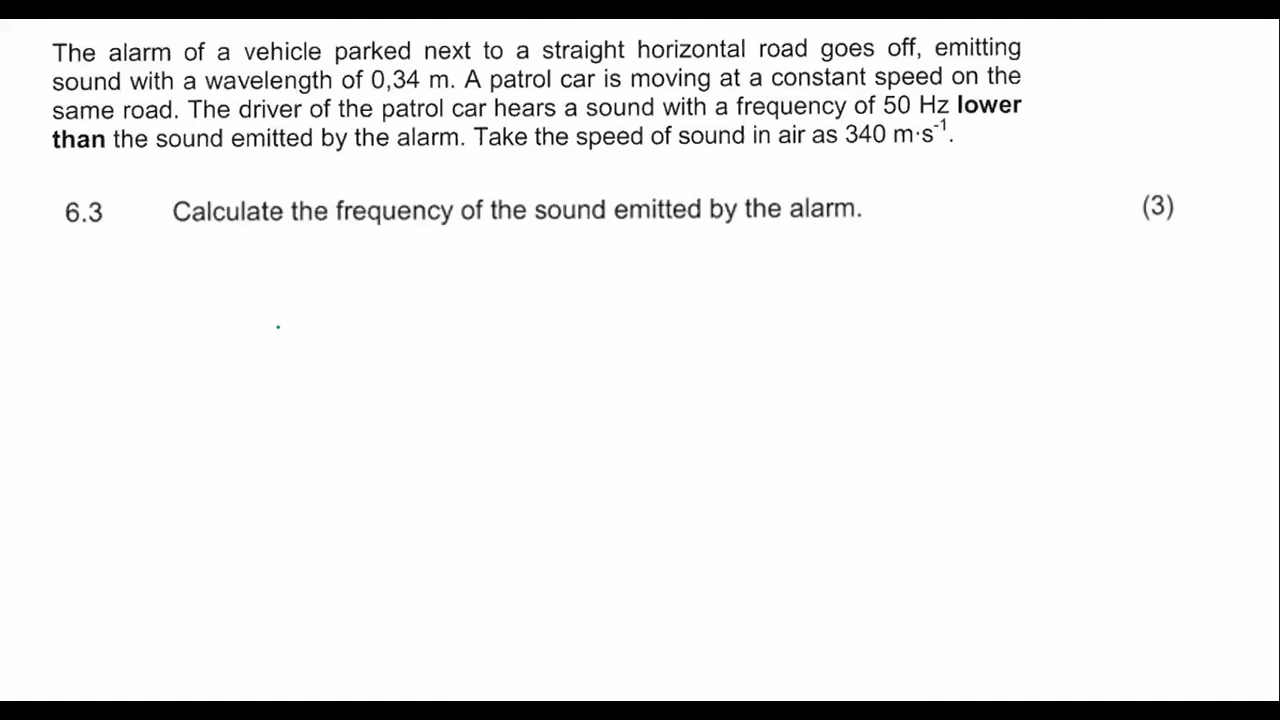 The alarm of a vehicle parked next to a straight horizontal road goes off, emitting
sound with a wavelength of 0,34 m. A patrol car is moving at a constant speed on the
same road. The driver of the patrol car hears a sound with a frequency of 50 Hz lower
than the sound emitted by the alarm. Take the speed of sound in air as 340 m·s⁻¹.
6.3 Calculate the frequency of the sound emitted by the alarm. (3)